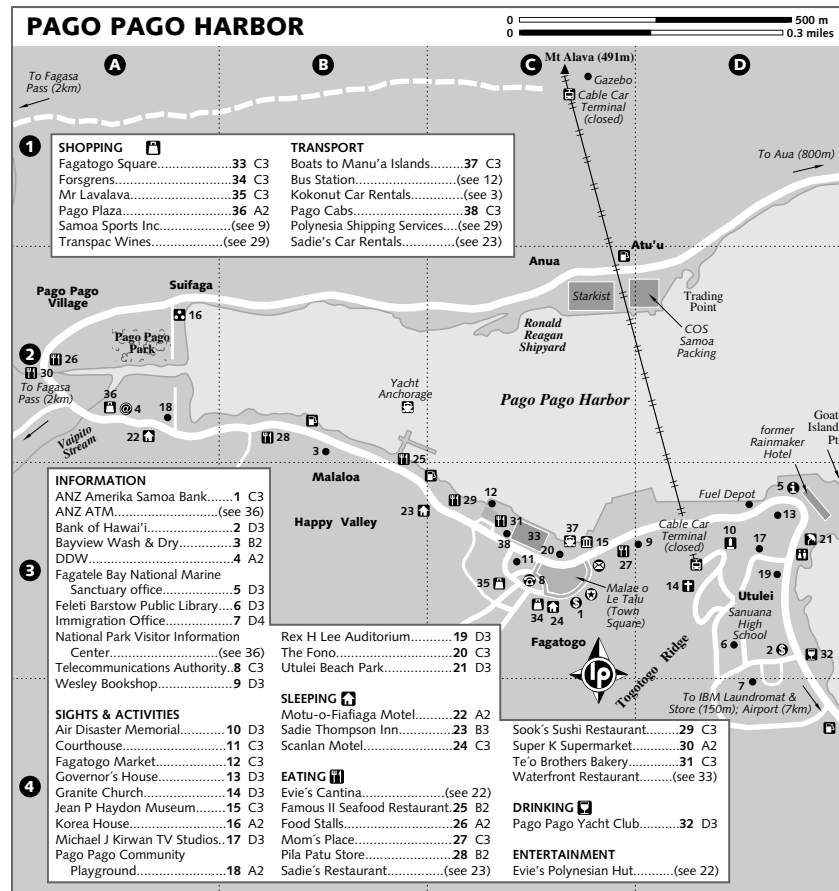 PAGO PAGO HARBOR
0 500 m
0 0.3 miles
A
B
C
D
Mt Alava (491m)
Gazebo
Cable Car
Terminal
(closed)
To Fagasa
Pass (2km)
To Aua (800m)
1
SHOPPING
Fagatogo Square.....................33 C3
Forsgrens................................34 C3
Mr Lavalava............................35 C3
Pago Plaza..............................36 A2
Samoa Sports Inc..............(see 9)
Transpac Wines...............(see 29)
TRANSPORT
Boats to Manu'a Islands.......37 C3
Bus Station........................(see 12)
Kokonut Car Rentals..........(see 3)
Pago Cabs..............................38 C3
Polynesia Shipping Services....(see 29)
Sadie's Car Rentals............(see 23)
Anua
Atu'u
Starkist
Trading
Point
COS
Samoa
Packing
Ronald
Reagan
Shipyard
Pago Pago
Village
Suifaga
16
Pago Pago
Park
2
26
30
To Fagasa
Pass (2km)
36
4
18
22
Vaipito
Stream
28
3
Yacht
Anchorage
25
Pago Pago Harbor
Goat
Island
Pt
former
Rainmaker
Hotel
Malaloa
Happy Valley
23
29
12
31
38
33
37
15
20
11
8
35
34
24
1
27
9
Fuel Depot
5
13
Cable Car
Terminal
(closed)
10
17
21
14
19
Utulei
Sanuana
High
School
6
2
32
7
Malae o
Le Talu
(Town
Square)
Fagatogo
lp
Togotogo Ridge
To IBM Laundromat &
Store (150m); Airport (7km)
3
INFORMATION
ANZ Amerika Samoa Bank.......1 C3
ANZ ATM...........................(see 36)
Bank of Hawai'i........................2 D3
Bayview Wash & Dry................3 B2
DDW.......................................4 A2
Fagatele Bay National Marine
Sanctuary office..................5 D3
Feleti Barstow Public Library....6 D3
Immigration Office...................7 D4
National Park Visitor Information
Center............................(see 36)
Telecommunications Authority..8 C3
Wesley Bookshop.....................9 D3
SIGHTS & ACTIVITIES
Air Disaster Memorial............10 D3
Courthouse............................11 C3
Fagatogo Market....................12 C3
Governor's House...................13 D3
Granite Church......................14 D3
Jean P Haydon Museum.........15 C3
Korea House..........................16 A2
Michael J Kirwan TV Studios..17 D3
Pago Pago Community
Playground.......................18 A2
Rex H Lee Auditorium...........19 D3
The Fono...............................20 C3
Utulei Beach Park..................21 D3
SLEEPING
Motu-o-Fiafiaga Motel..........22 A2
Sadie Thompson Inn..............23 B3
Scanlan Motel.......................24 C3
EATING
Evie's Cantina....................(see 22)
Famous II Seafood Restaurant.25 B2
Food Stalls.............................26 A2
Mom's Place..........................27 C3
Pila Patu Store.......................28 B2
Sadie's Restaurant..............(see 23)
Sook's Sushi Restaurant.........29 C3
Super K Supermarket............30 A2
Te'o Brothers Bakery.............31 C3
Waterfront Restaurant.......(see 33)
DRINKING
Pago Pago Yacht Club..........32 D3
ENTERTAINMENT
Evie's Polynesian Hut..........(see 22)
4